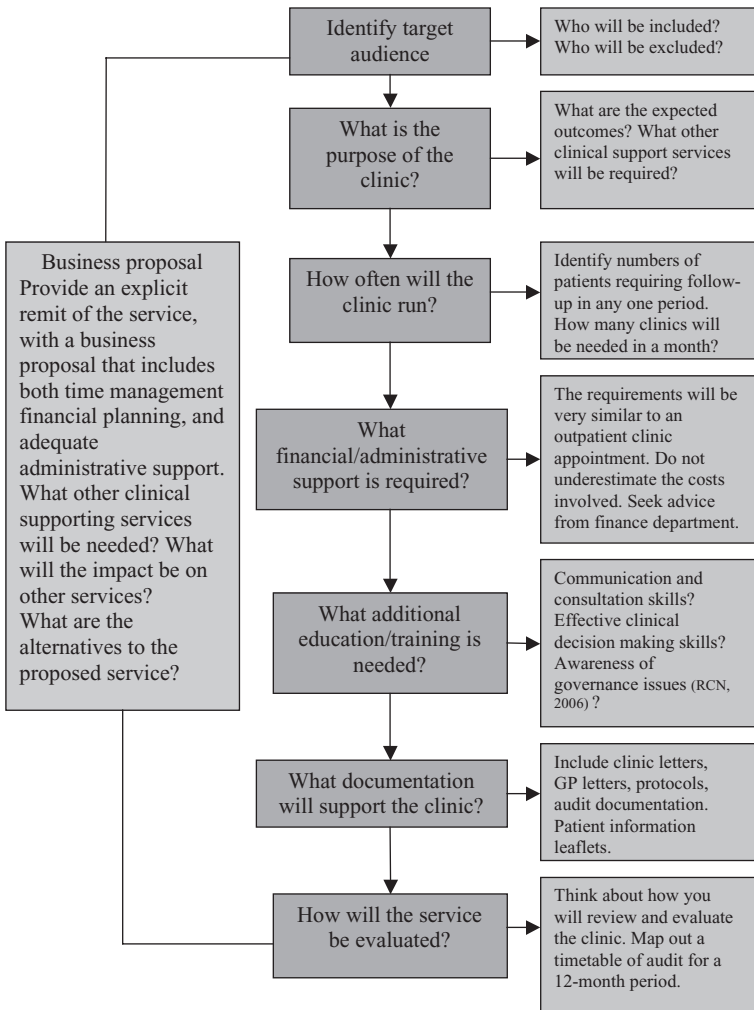 Identify target
audience
Who will be included?
Who will be excluded?
What is the
purpose of the
clinic?
What are the expected
outcomes? What other
clinical support services
will be required?
Business proposal
Provide an explicit
remit of the service,
with a business
proposal that includes
both time management
financial planning, and
adequate
administrative support.
What other clinical
supporting services
will be needed? What
will the impact be on
other services?
What are the
alternatives to the
proposed service?
How often will the
clinic run?
Identify numbers of
patients requiring follow-
up in any one period.
How many clinics will
be needed in a month?
What
financial/administrative
support is required?
The requirements will be
very similar to an
outpatient clinic
appointment. Do not
underestimate the costs
involved. Seek advice
from finance department.
What additional
education/training is
needed?
Communication and
consultation skills?
Effective clinical
decision making skills?
Awareness of
governance issues (RCN,
2006) ?
What documentation
will support the clinic?
Include clinic letters,
GP letters, protocols,
audit documentation.
Patient information
leaflets.
How will the service
be evaluated?
Think about how you
will review and evaluate
the clinic. Map out a
timetable of audit for a
12-month period.